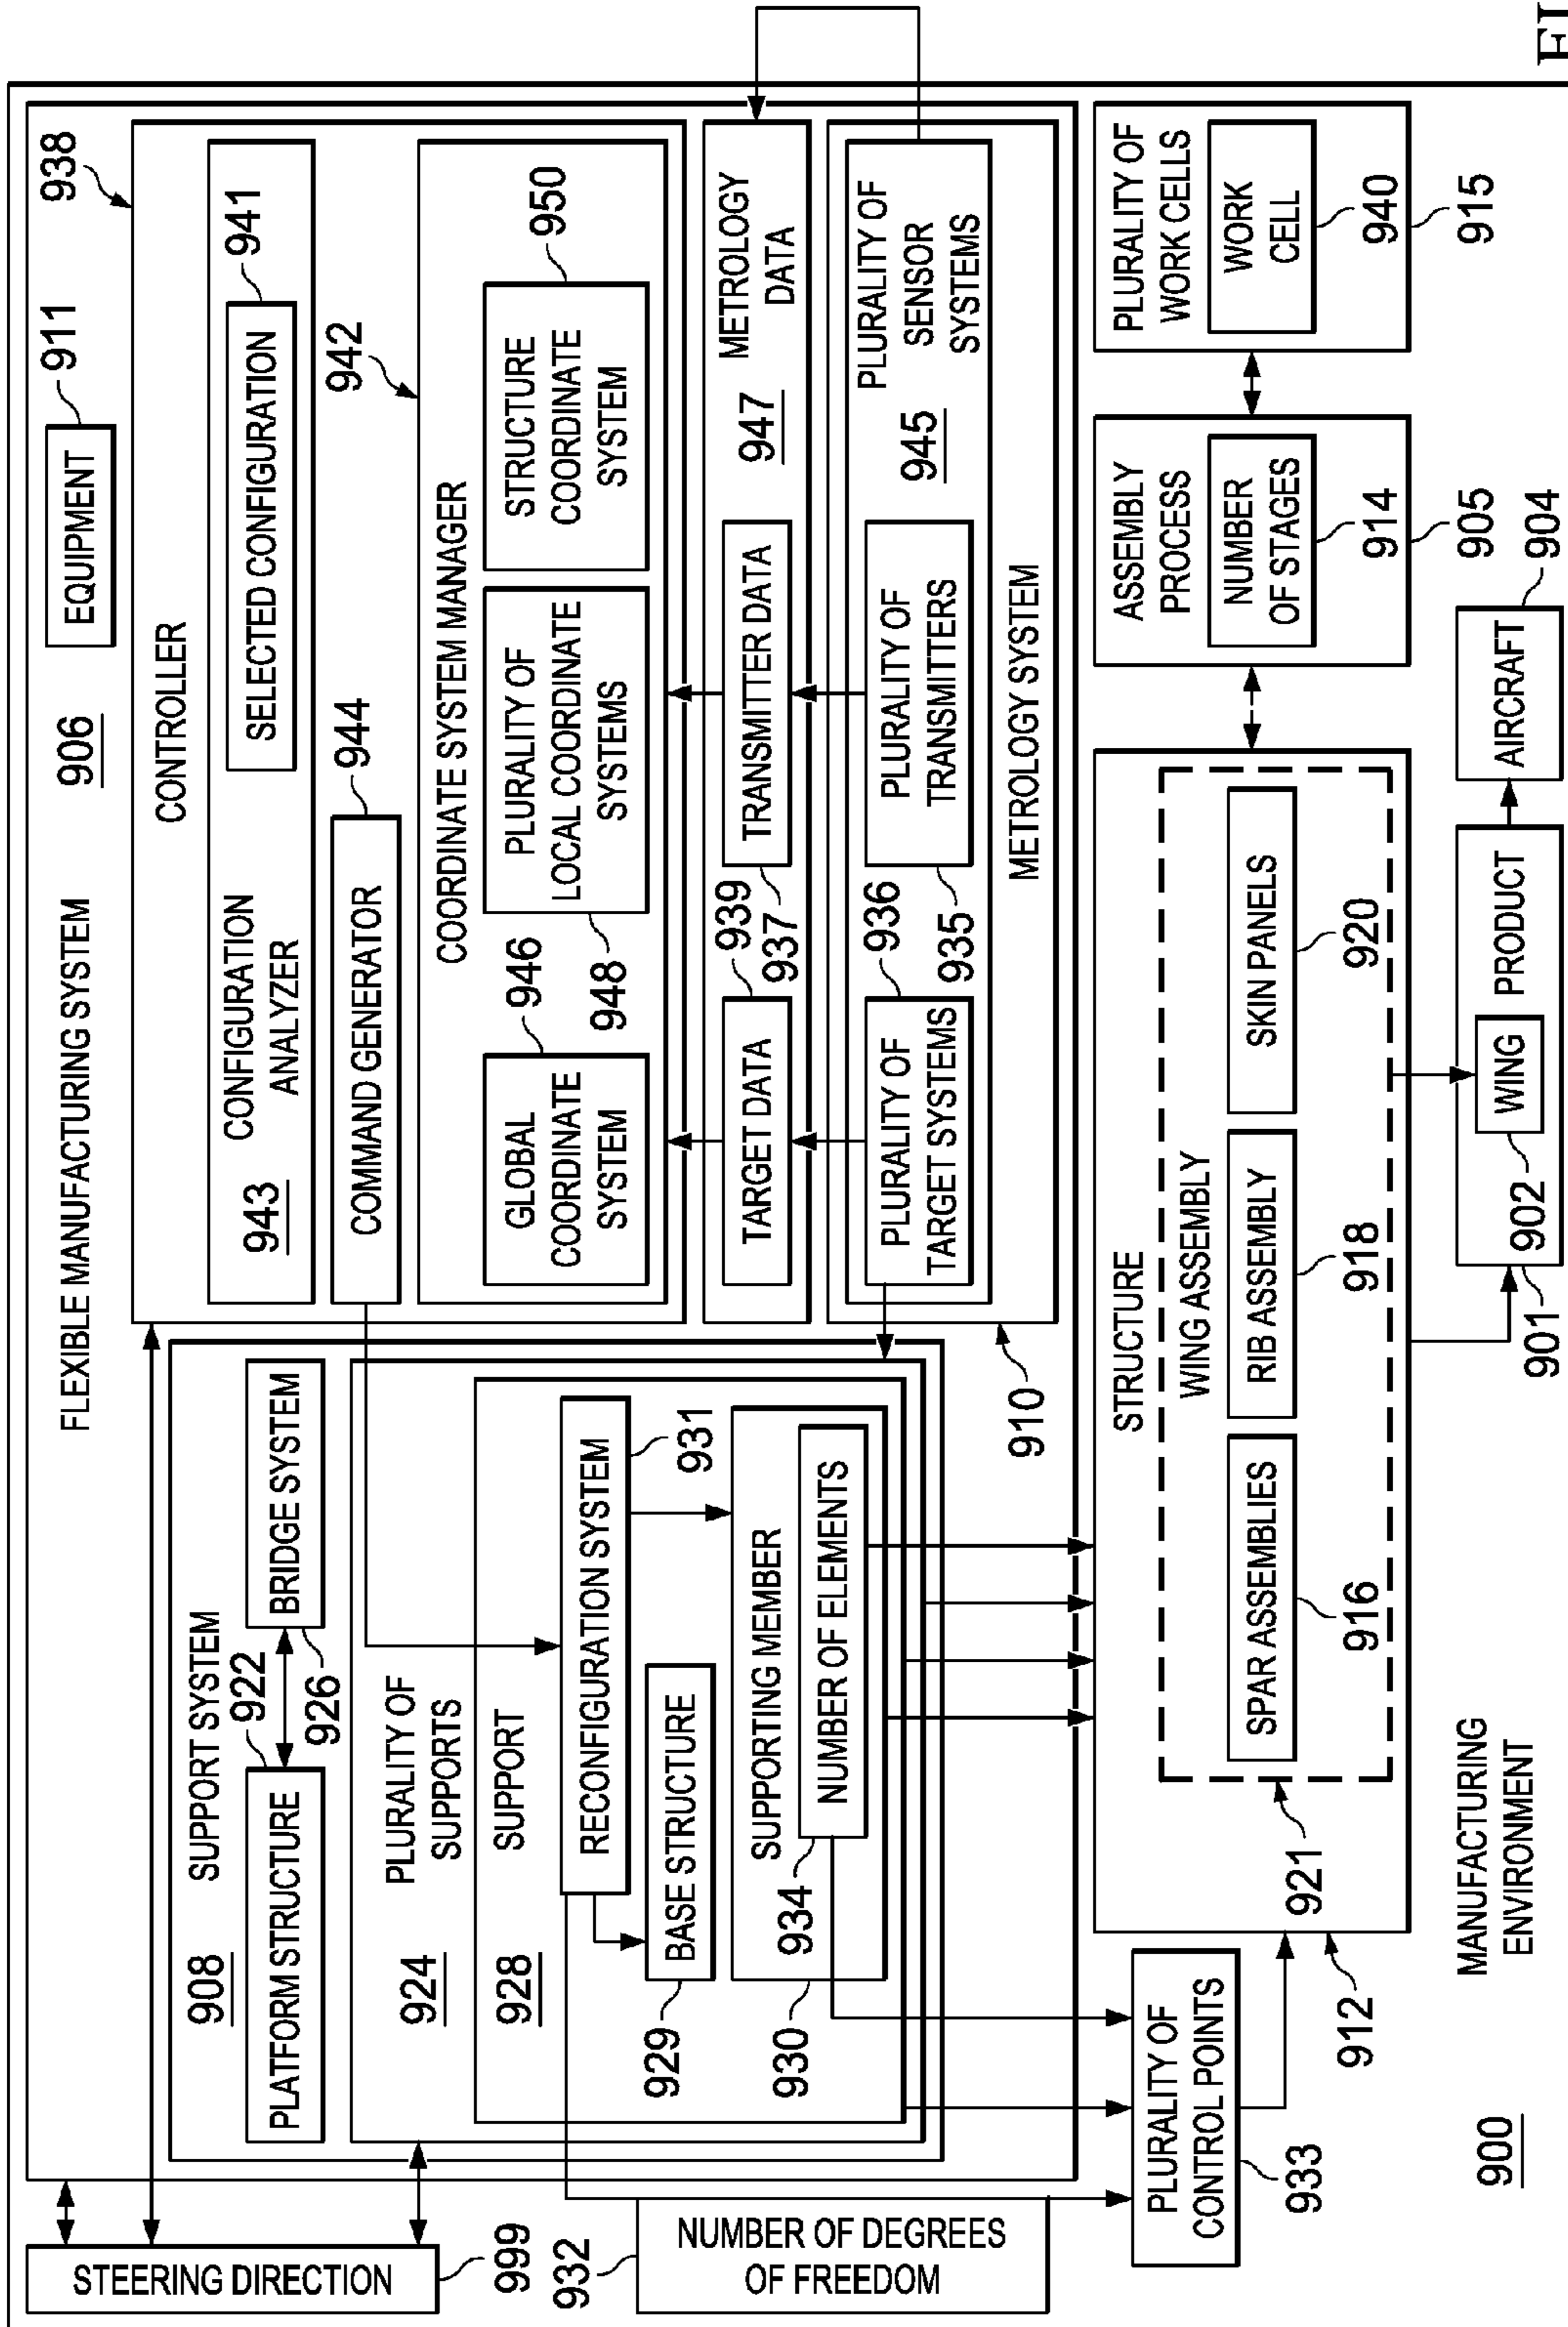 FLEXIBLE MANUFACTURING SYSTEM
906
EQUIPMENT
911
938
STEERING DIRECTION
999
SUPPORT SYSTEM
908
922
PLATFORM STRUCTURE
BRIDGE SYSTEM
926
PLURALITY OF
SUPPORTS
924
SUPPORT
928
RECONFIGURATION SYSTEM
931
BASE STRUCTURE
929
SUPPORTING MEMBER
NUMBER OF ELEMENTS
934
930
CONTROLLER
CONFIGURATION
ANALYZER
943
SELECTED CONFIGURATION
941
COMMAND GENERATOR
944
942
COORDINATE SYSTEM MANAGER
946
GLOBAL
COORDINATE
SYSTEM
PLURALITY OF
LOCAL COORDINATE
SYSTEMS
948
STRUCTURE
COORDINATE
SYSTEM
950
METROLOGY
DATA
947
TARGET DATA
939
TRANSMITTER DATA
937
PLURALITY OF
SENSOR
SYSTEMS
945
PLURALITY OF
TARGET SYSTEMS
936
PLURALITY OF
TRANSMITTERS
935
METROLOGY SYSTEM
910
932
NUMBER OF DEGREES
OF FREEDOM
PLURALITY OF
CONTROL POINTS
933
STRUCTURE
WING ASSEMBLY
SPAR ASSEMBLIES
916
RIB ASSEMBLY
918
SKIN PANELS
920
921
912
ASSEMBLY
PROCESS
NUMBER
OF STAGES
914
905
PLURALITY OF
WORK CELLS
WORK
CELL
940
915
PRODUCT
WING
902
901
AIRCRAFT
904
MANUFACTURING
ENVIRONMENT
900